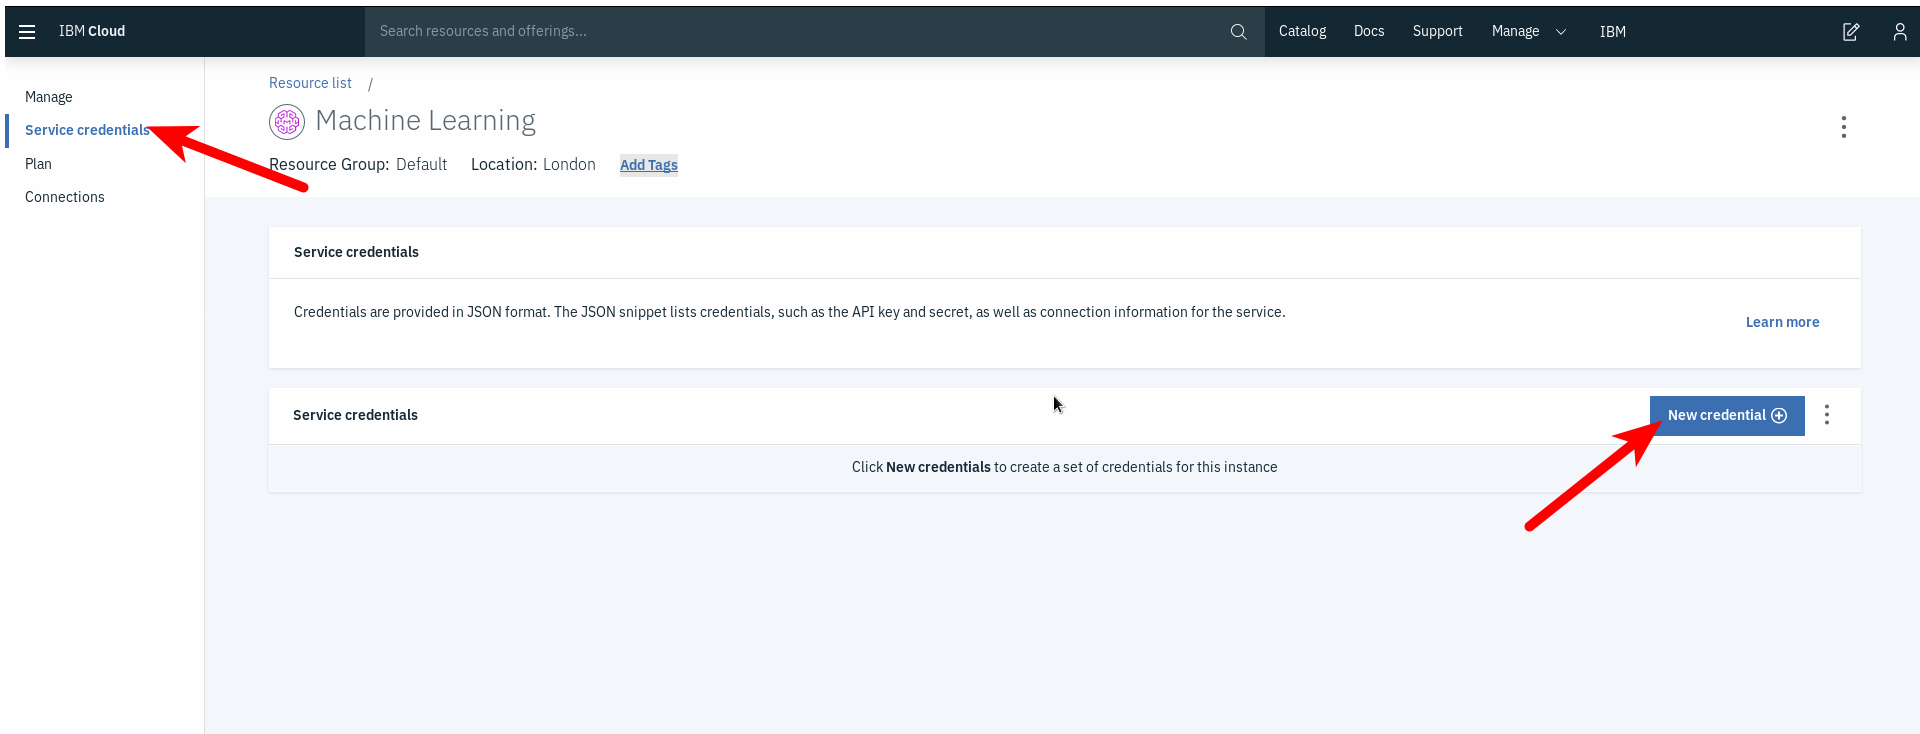 IBM Cloud Search resources and offerings... Catalog Docs Support Manage IBM
Manage
Service credentials
Plan
Connections
Resource list /
Machine Learning
Resource Group: Default Location: London Add Tags
Service credentials
Credentials are provided in JSON format. The JSON snippet lists credentials, such as the API key and secret, as well as connection information for the service.
Learn more
Service credentials New credential
Click New credentials to create a set of credentials for this instance